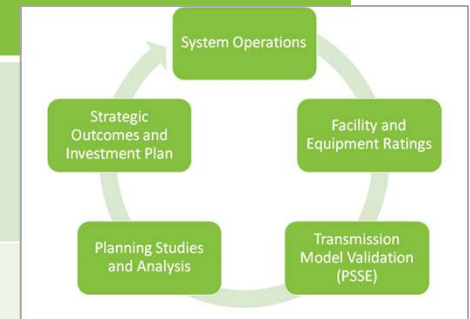 System Operations
Facility and
Equipment Ratings
Transmission
Model Validation
(PSSE)
Planning Studies
and Analysis
Strategic
Outcomes and
Investment Plan